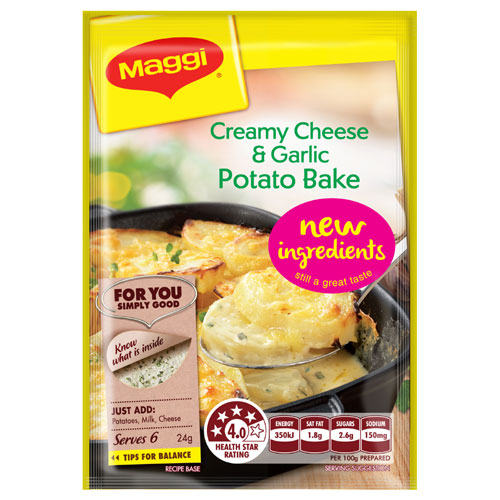 Maggi
®
Creamy Cheese
& Garlic
Potato Bake
new
ingredients
still a great taste
FOR YOU
SIMPLY GOOD
Know
what is inside
JUST ADD:
Potatoes, Milk, Cheese
Serves 6 24g
TIPS FOR BALANCE
RECIPE BASE
4.0
HEALTH STAR
RATING
ENERGY
350kJ
SAT FAT
1.8g
SUGARS
2.6g
SODIUM
150mg
PER 100g PREPARED
SERVING SUGGESTION